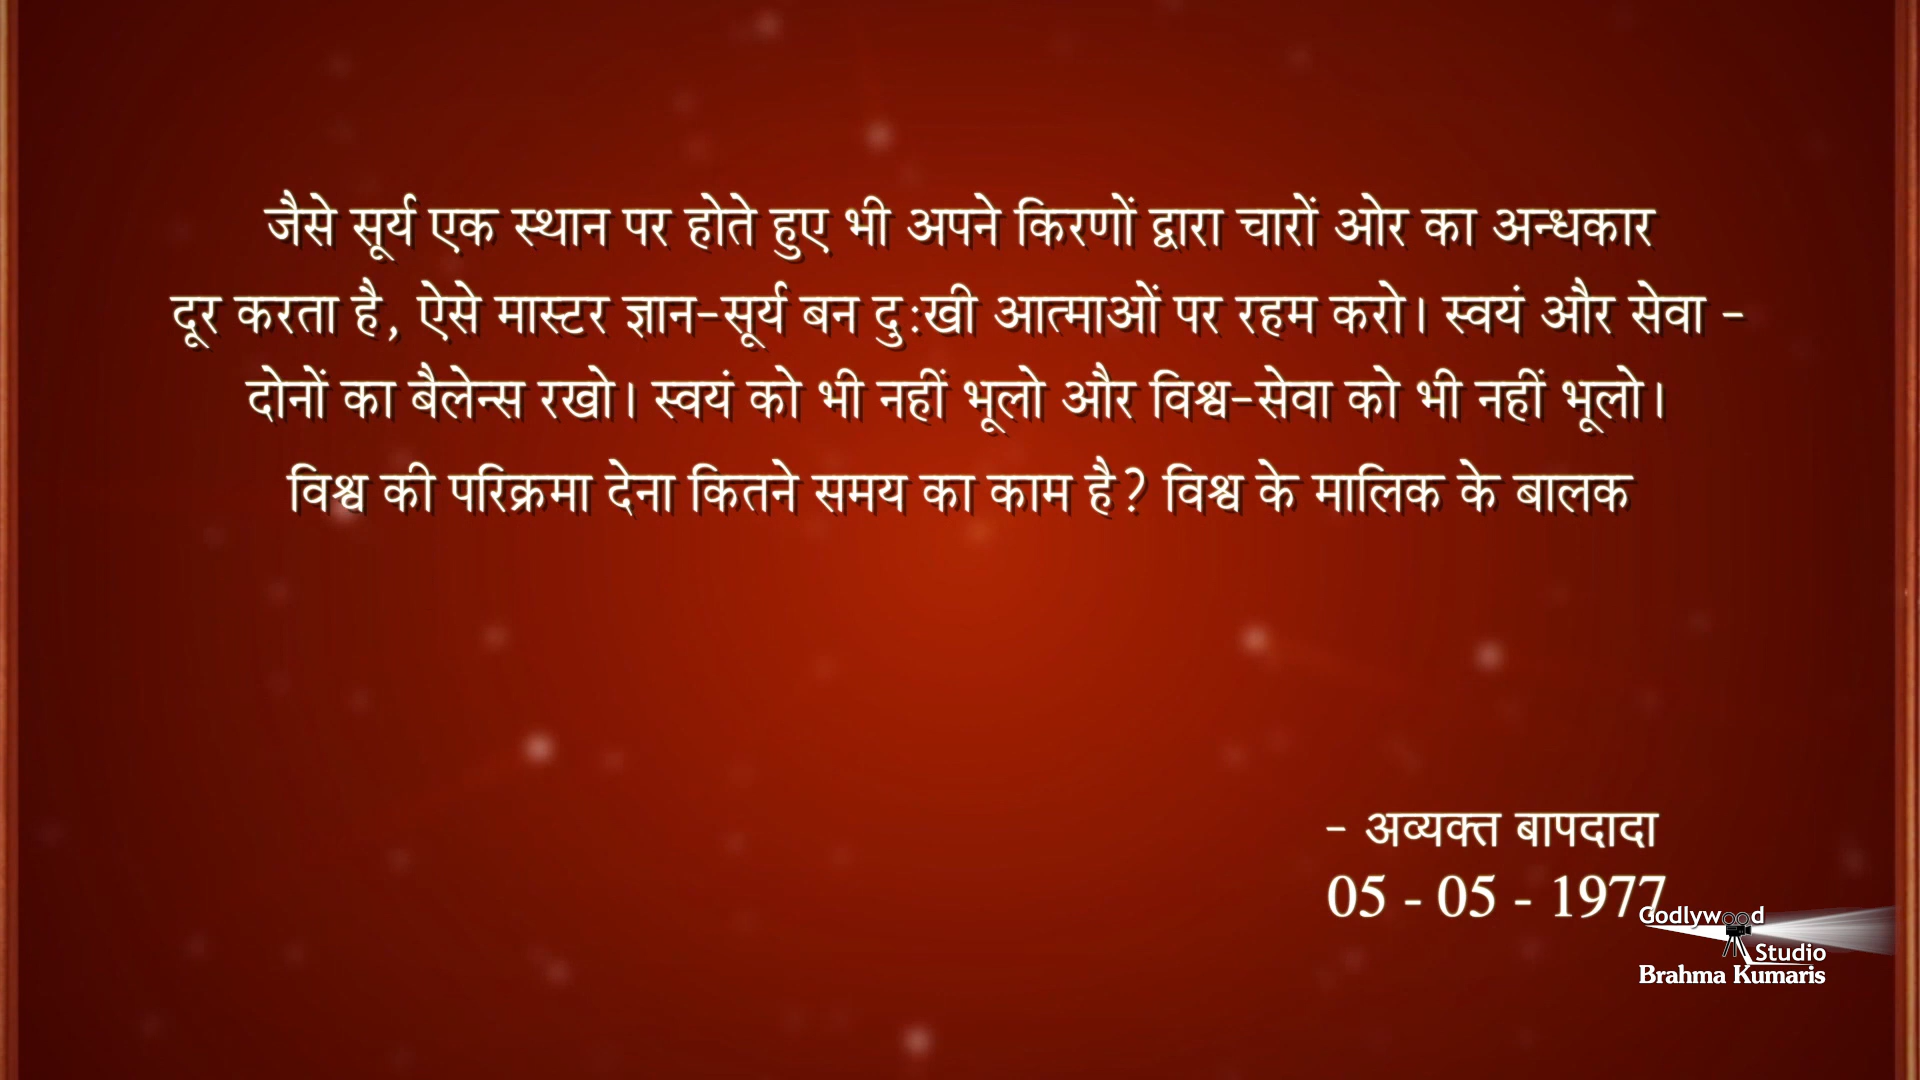 जैसे सूर्य एक स्थान पर होते हुए भी अपने किरणों द्वारा चारों ओर का अन्धकार
दूर करता है, ऐसे मास्टर ज्ञान-सूर्य बन दु:खी आत्माओं पर रहम करो। स्वयं और सेवा -
दोनों का बैलेन्स रखो। स्वयं को भी नहीं भूलो और विश्व-सेवा को भी नहीं भूलो।
विश्व की परिक्रमा देना कितने समय का काम है? विश्व के मालिक के बालक
- अव्यक्त बापदादा
05 - 05 - 1977
Godlywood
Studio
Brahma Kumaris